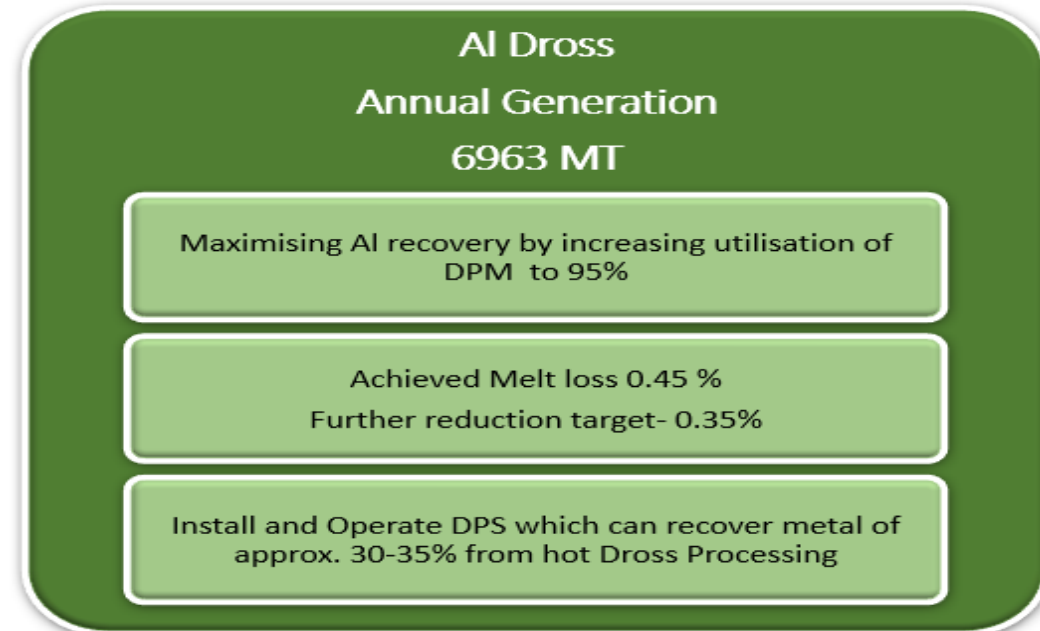 Al Dross
Annual Generation
6963 MT
Maximising Al recovery by increasing utilisation of
DPM to 95%
Achieved Melt loss 0.45 %
Further reduction target- 0.35%
Install and Operate DPS which can recover metal of
approx. 30-35% from hot Dross Processing